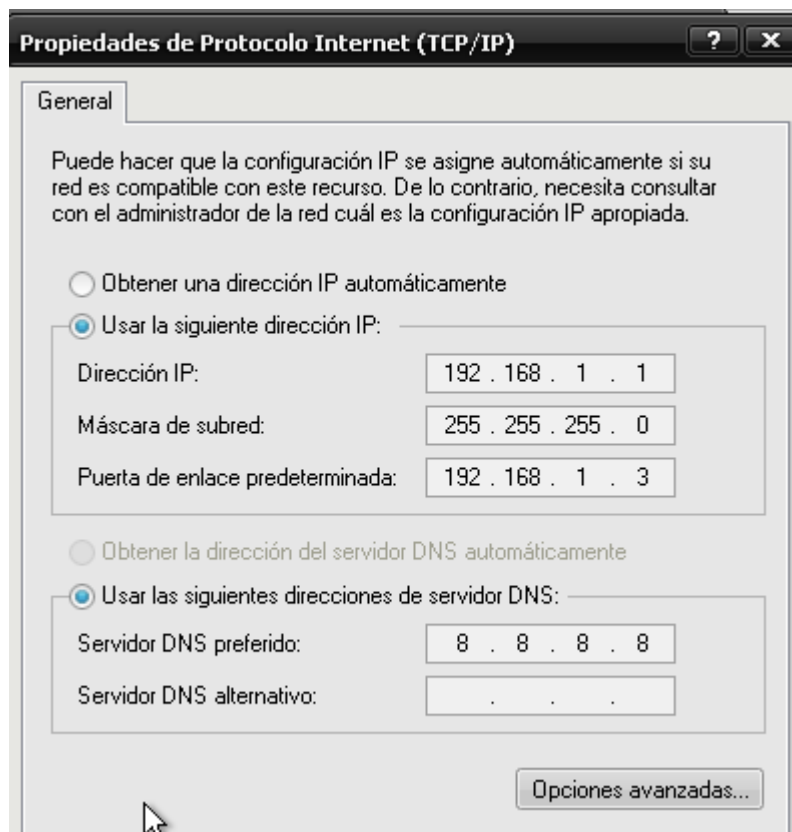 Propiedades de Protocolo Internet (TCP/IP)
General
Puede hacer que la configuración IP se asigne automáticamente si su
red es compatible con este recurso. De lo contrario, necesita consultar
con el administrador de la red cuál es la configuración IP apropiada.
Obtener una dirección IP automáticamente
Usar la siguiente dirección IP:
Dirección IP: 192 . 168 . 1 . 1
Máscara de subred: 255 . 255 . 255 . 0
Puerta de enlace predeterminada: 192 . 168 . 1 . 3
Obtener la dirección del servidor DNS automáticamente
Usar las siguientes direcciones de servidor DNS:
Servidor DNS preferido: 8 . 8 . 8 . 8
Servidor DNS alternativo: . . .
Opciones avanzadas...